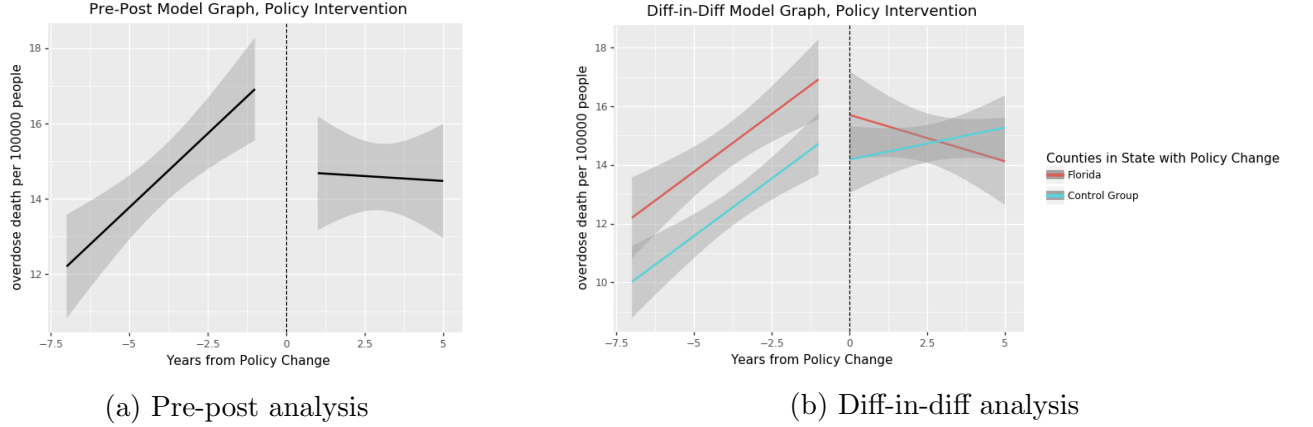 Pre-Post Model Graph, Policy Intervention
overdose death per 100000 people
18
16
14
12
−7.5
−5
−2.5
0
2.5
5
Years from Policy Change
(a) Pre-post analysis
Diff-in-Diff Model Graph, Policy Intervention
overdose death per 100000 people
18
16
14
12
10
−7.5
−5
−2.5
0
2.5
5
Years from Policy Change
Counties in State with Policy Change
Florida
Control Group
(b) Diff-in-diff analysis